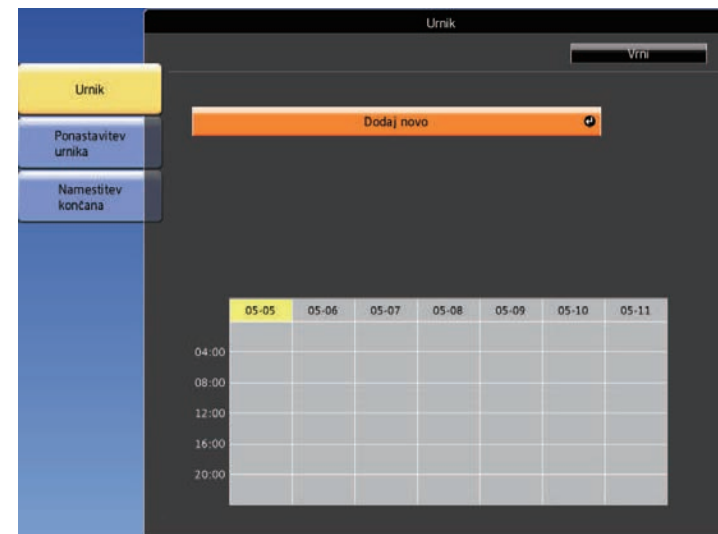 Urnik
Vrni
Urnik
Dodaj novo
Ponastavitev
urnika
Namestitev
končana
05-05 05-06 05-07 05-08 05-09 05-10 05-11
04:00
08:00
12:00
16:00
20:00